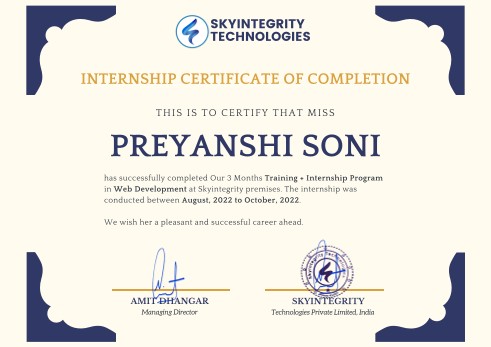 SKYINTEGRITY
TECHNOLOGIES
INTERNSHIP CERTIFICATE OF COMPLETION
THIS IS TO CERTIFY THAT MISS
PREYANSHI SONI
has successfully completed Our 3 Months Training + Internship Program
in Web Development at Skyintegrity premises. The internship was
conducted between August, 2022 to October, 2022.
We wish her a pleasant and successful career ahead.
AMIT DHANGAR
Managing Director
SKYINTEGRITY
Technologies Private Limited, India